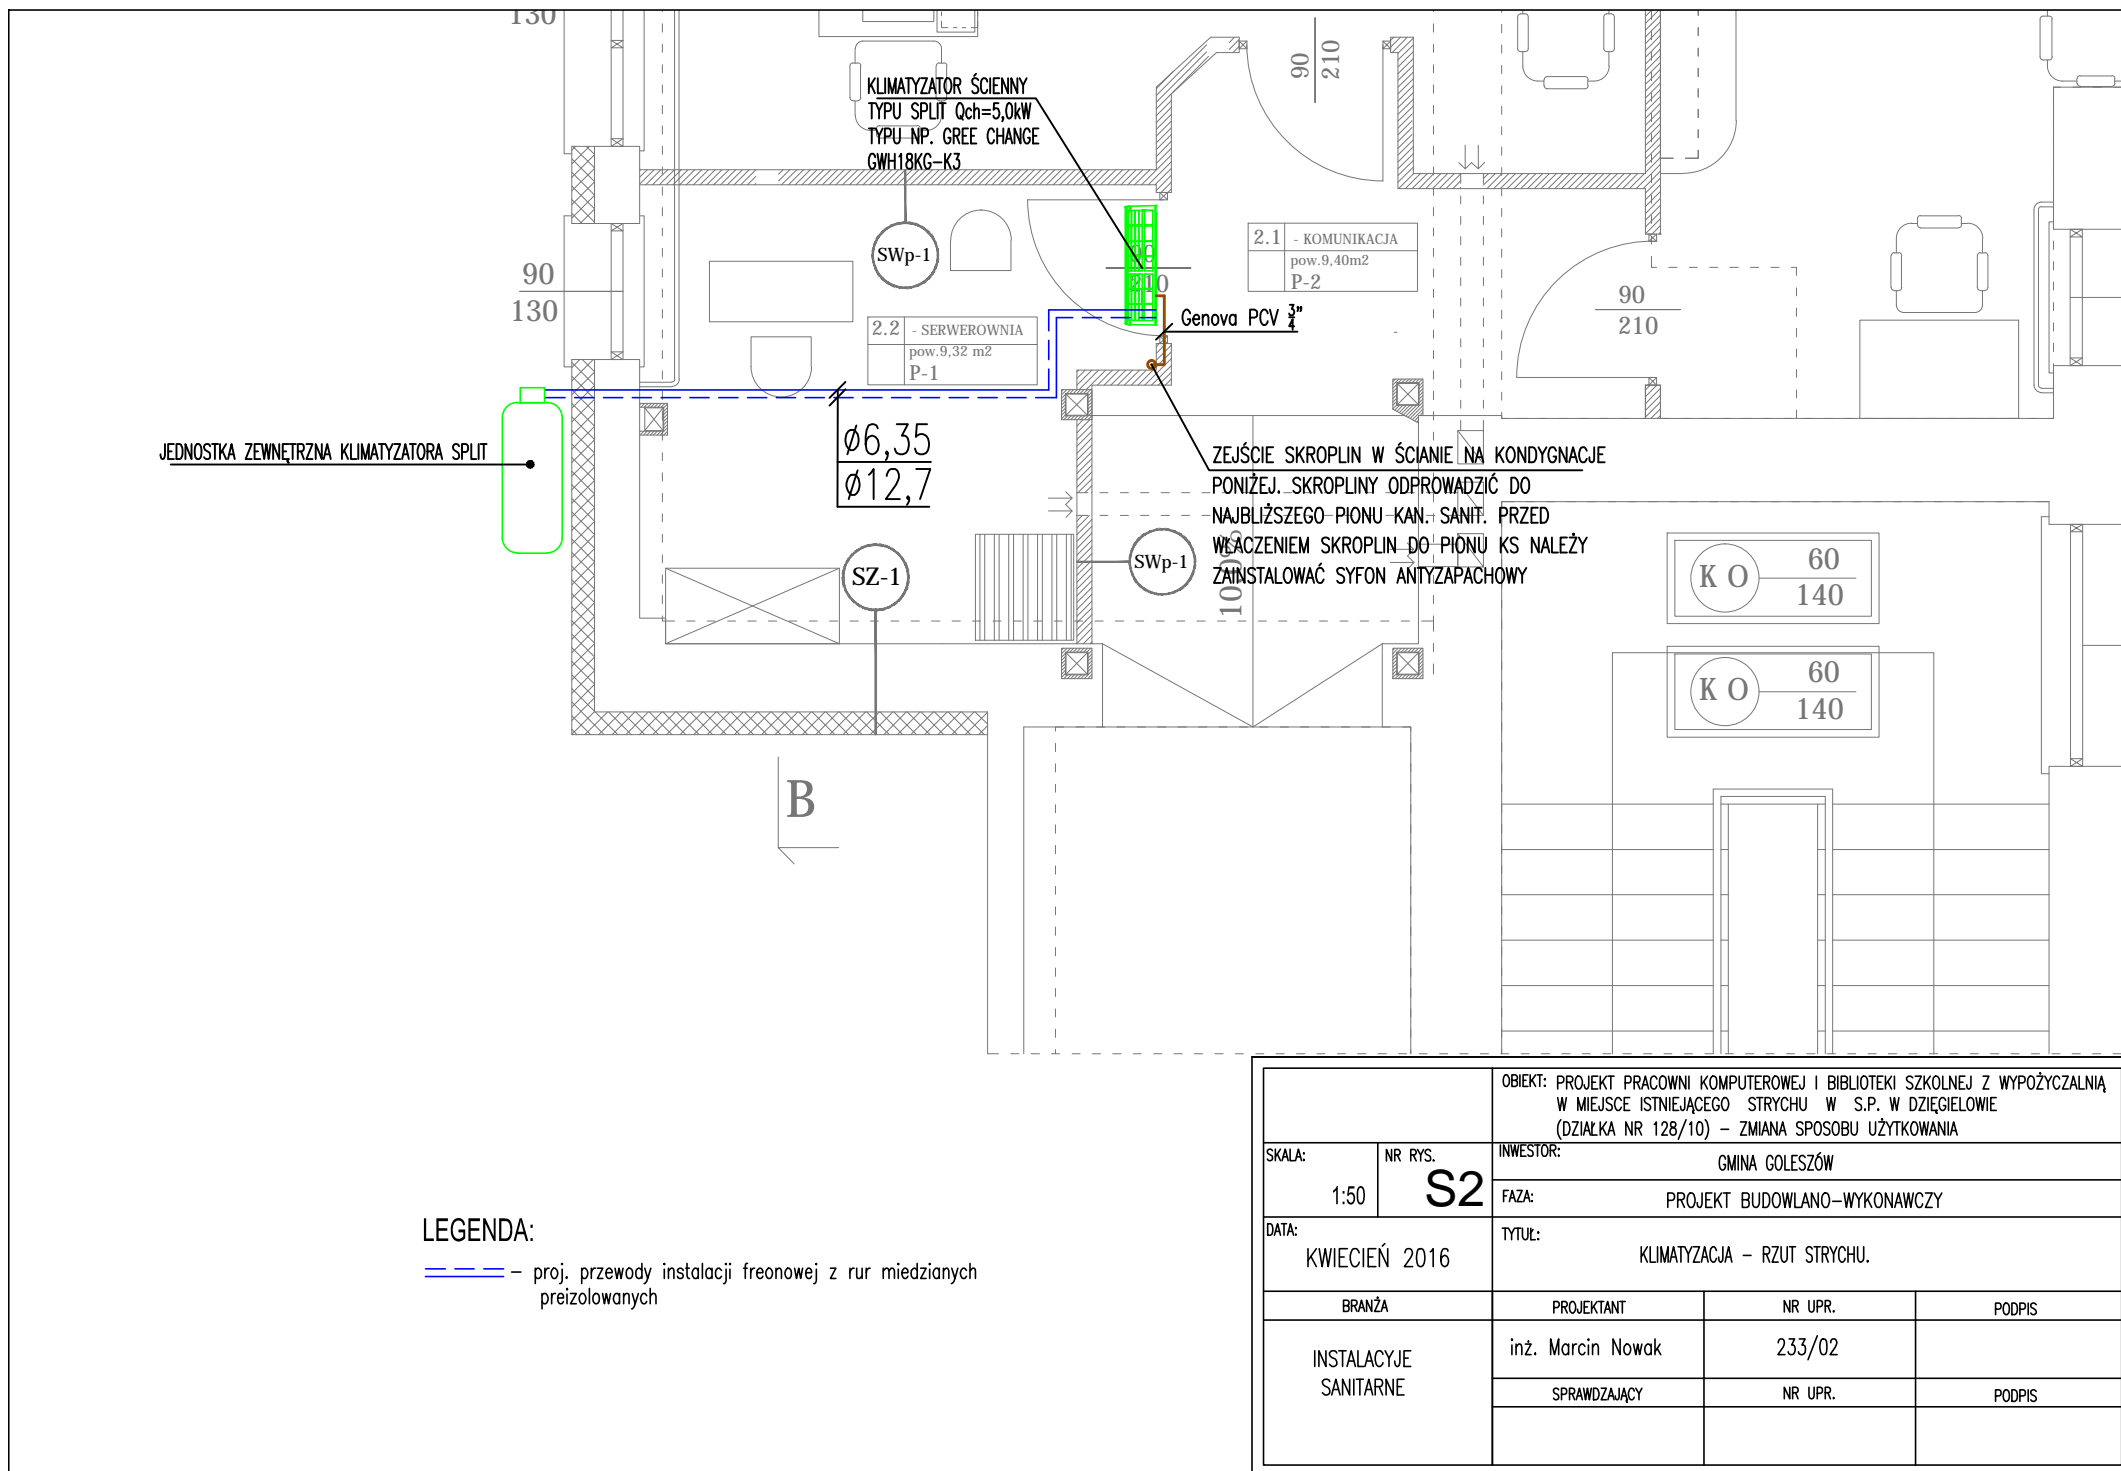 130
KLIMATYZATOR ŚCIENNY
TYPU SPLIT Qch=5,0kW
TYPU NP. GREE CHANGE
GWH18KG-K3
90
210
SWp-1
2.1 - KOMUNIKACJA
pow.9,40m2
P-2
90
130
210
90
210
2.2 - SERWEROWNIA
pow.9,32 m2
P-1
Genova PCV 3/4"
JEDNOSTKA ZEWNĘTRZNA KLIMATYZATORA SPLIT
Ø6,35
Ø12,7
ZEJŚCIE SKROPLIN W ŚCIANIE NA KONDYGNACJE
PONIŻEJ. SKROPLINY ODPROWADZIĆ DO
NAJBLIŻSZEGO PIONU KAN. SANIT. PRZED
WŁACZENIEM SKROPLIN DO PIONU KS NALEŻY
ZAINSTALOWAĆ SYFON ANTYZAPACHOWY
SZ-1
SWp-1
K O
60
140
K O
60
140
B
LEGENDA:
– proj. przewody instalacji freonowej z rur miedzianych
preizolowanych
OBIEKT: PROJEKT PRACOWNI KOMPUTEROWEJ I BIBLIOTEKI SZKOLNEJ Z WYPOŻYCZALNIĄ
W MIEJSCE ISTNIEJĄCEGO STRYCHU W S.P. W DZIĘGIELOWIE
(DZIAŁKA NR 128/10) – ZMIANA SPOSOBU UŻYTKOWANIA
SKALA:
1:50
NR RYS.
S2
INWESTOR:
GMINA GOLESZÓW
FAZA:
PROJEKT BUDOWLANO-WYKONAWCZY
DATA:
KWIECIEŃ 2016
TYTUŁ:
KLIMATYZACJA – RZUT STRYCHU.
BRANŻA
PROJEKTANT
NR UPR.
PODPIS
INSTALACYJE
SANITARNE
inż. Marcin Nowak
233/02
SPRAWDZAJĄCY
NR UPR.
PODPIS